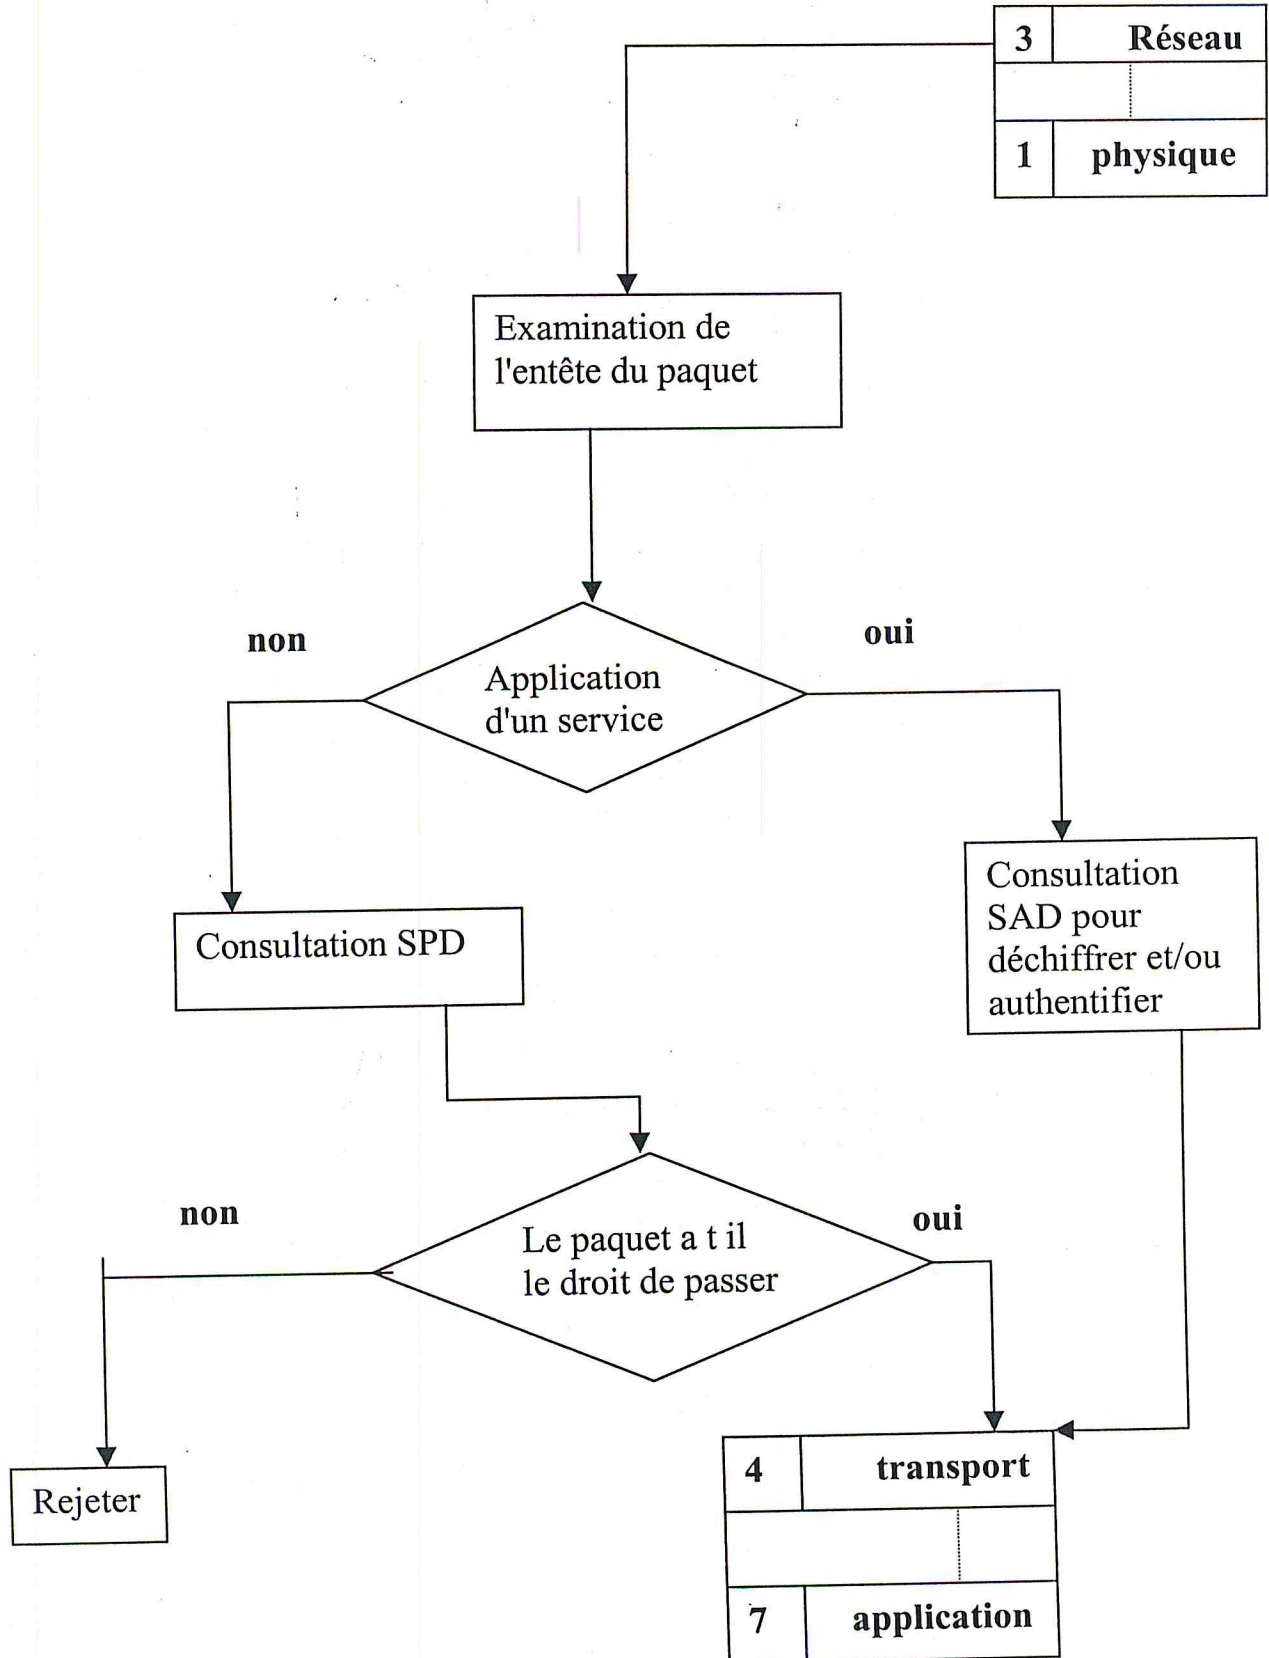 3 Réseau
1 physique
Examination de
l'entête du paquet
non
oui
Application
d'un service
Consultation SPD
Consultation
SAD pour
déchiffrer et/ou
authentifier
non
oui
Le paquet a t il
le droit de passer
Rejeter
4 transport
7 application